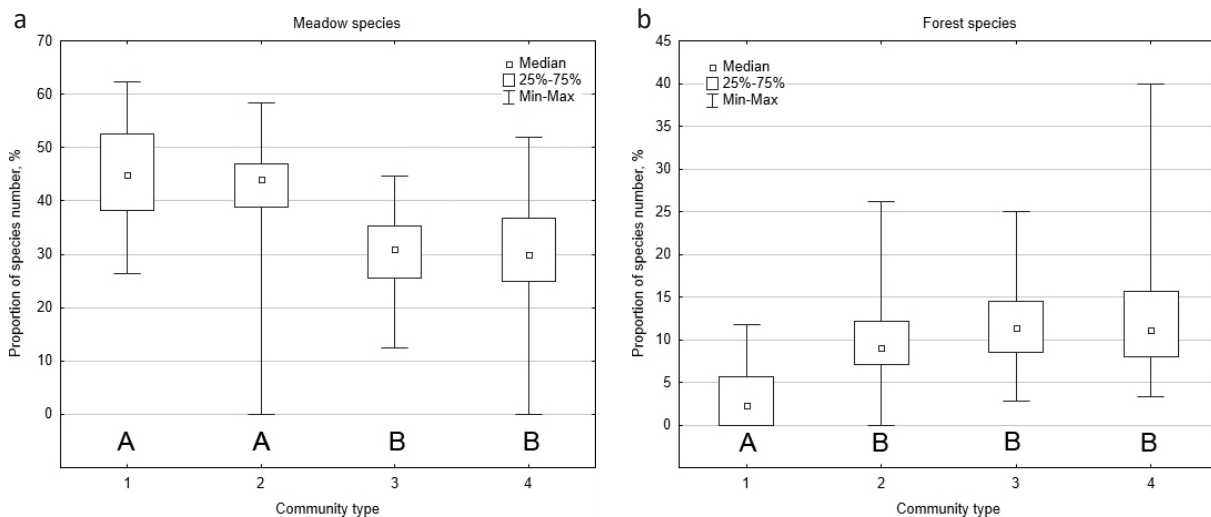 a
Meadow species
Proportion of species number, %
70
60
50
40
30
20
10
0
Median
25%-75%
Min-Max
A A B B
1 2 3 4
Community type
b
Forest species
Proportion of species number, %
45
40
35
30
25
20
15
10
5
0
Median
25%-75%
Min-Max
A B B B
1 2 3 4
Community type